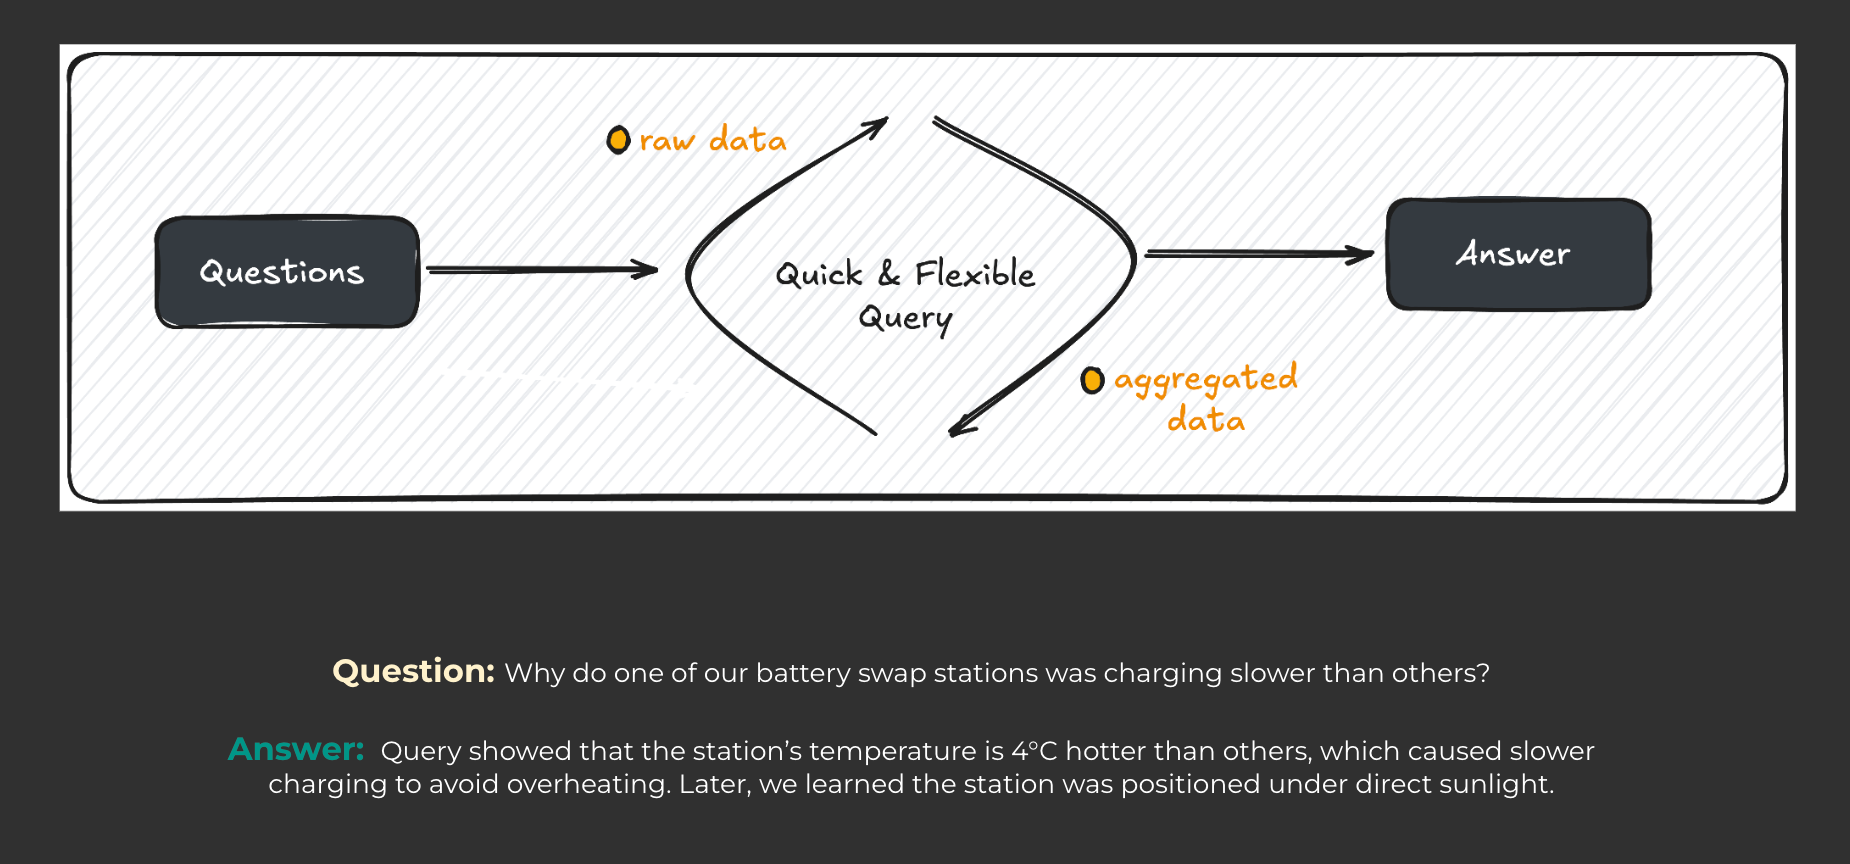 raw data
Questions
Quick & Flexible
Query
Answer
aggregated
data
Question: Why do one of our battery swap stations was charging slower than others?
Answer: Query showed that the station’s temperature is 4°C hotter than others, which caused slower
charging to avoid overheating. Later, we learned the station was positioned under direct sunlight.